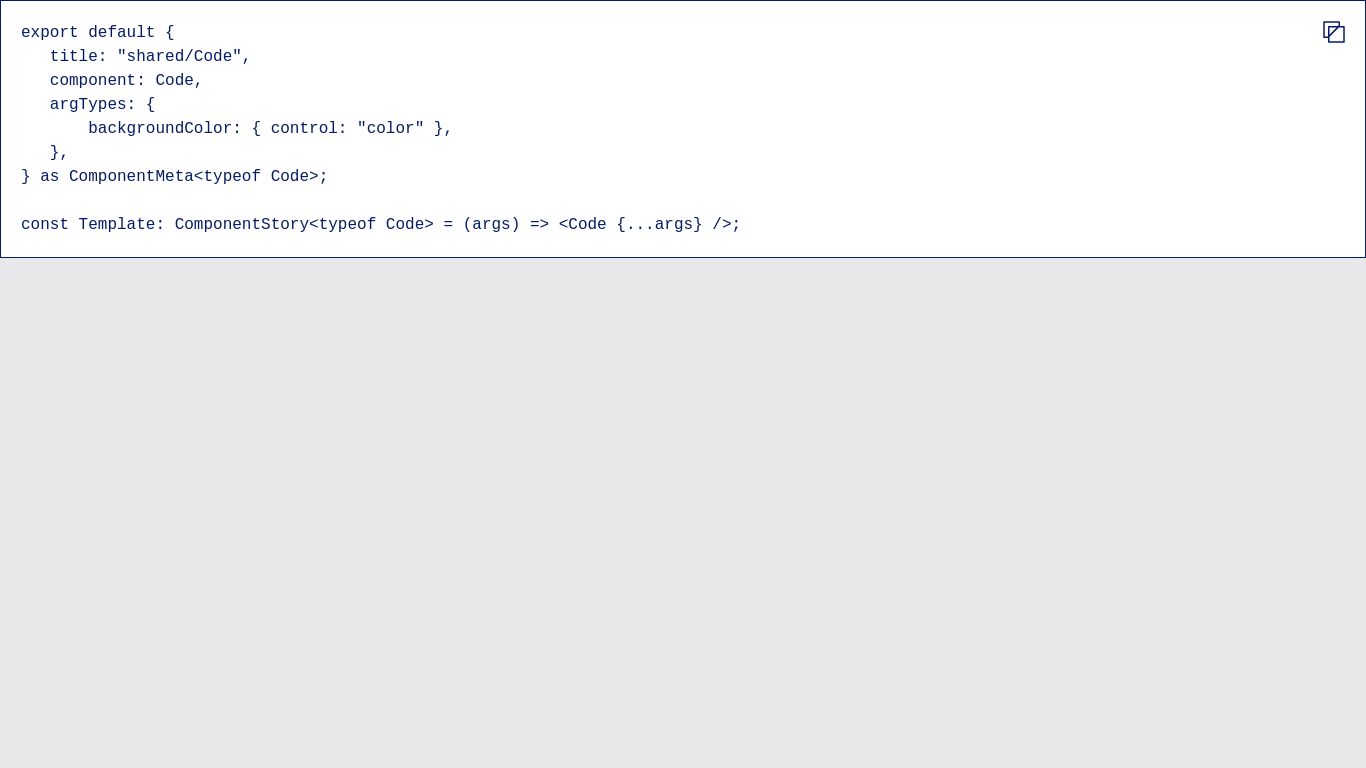 export default {
   title: "shared/Code",
   component: Code,
   argTypes: {
       backgroundColor: { control: "color" },
   },
} as ComponentMeta<typeof Code>;

const Template: ComponentStory<typeof Code> = (args) => <Code {...args} />;